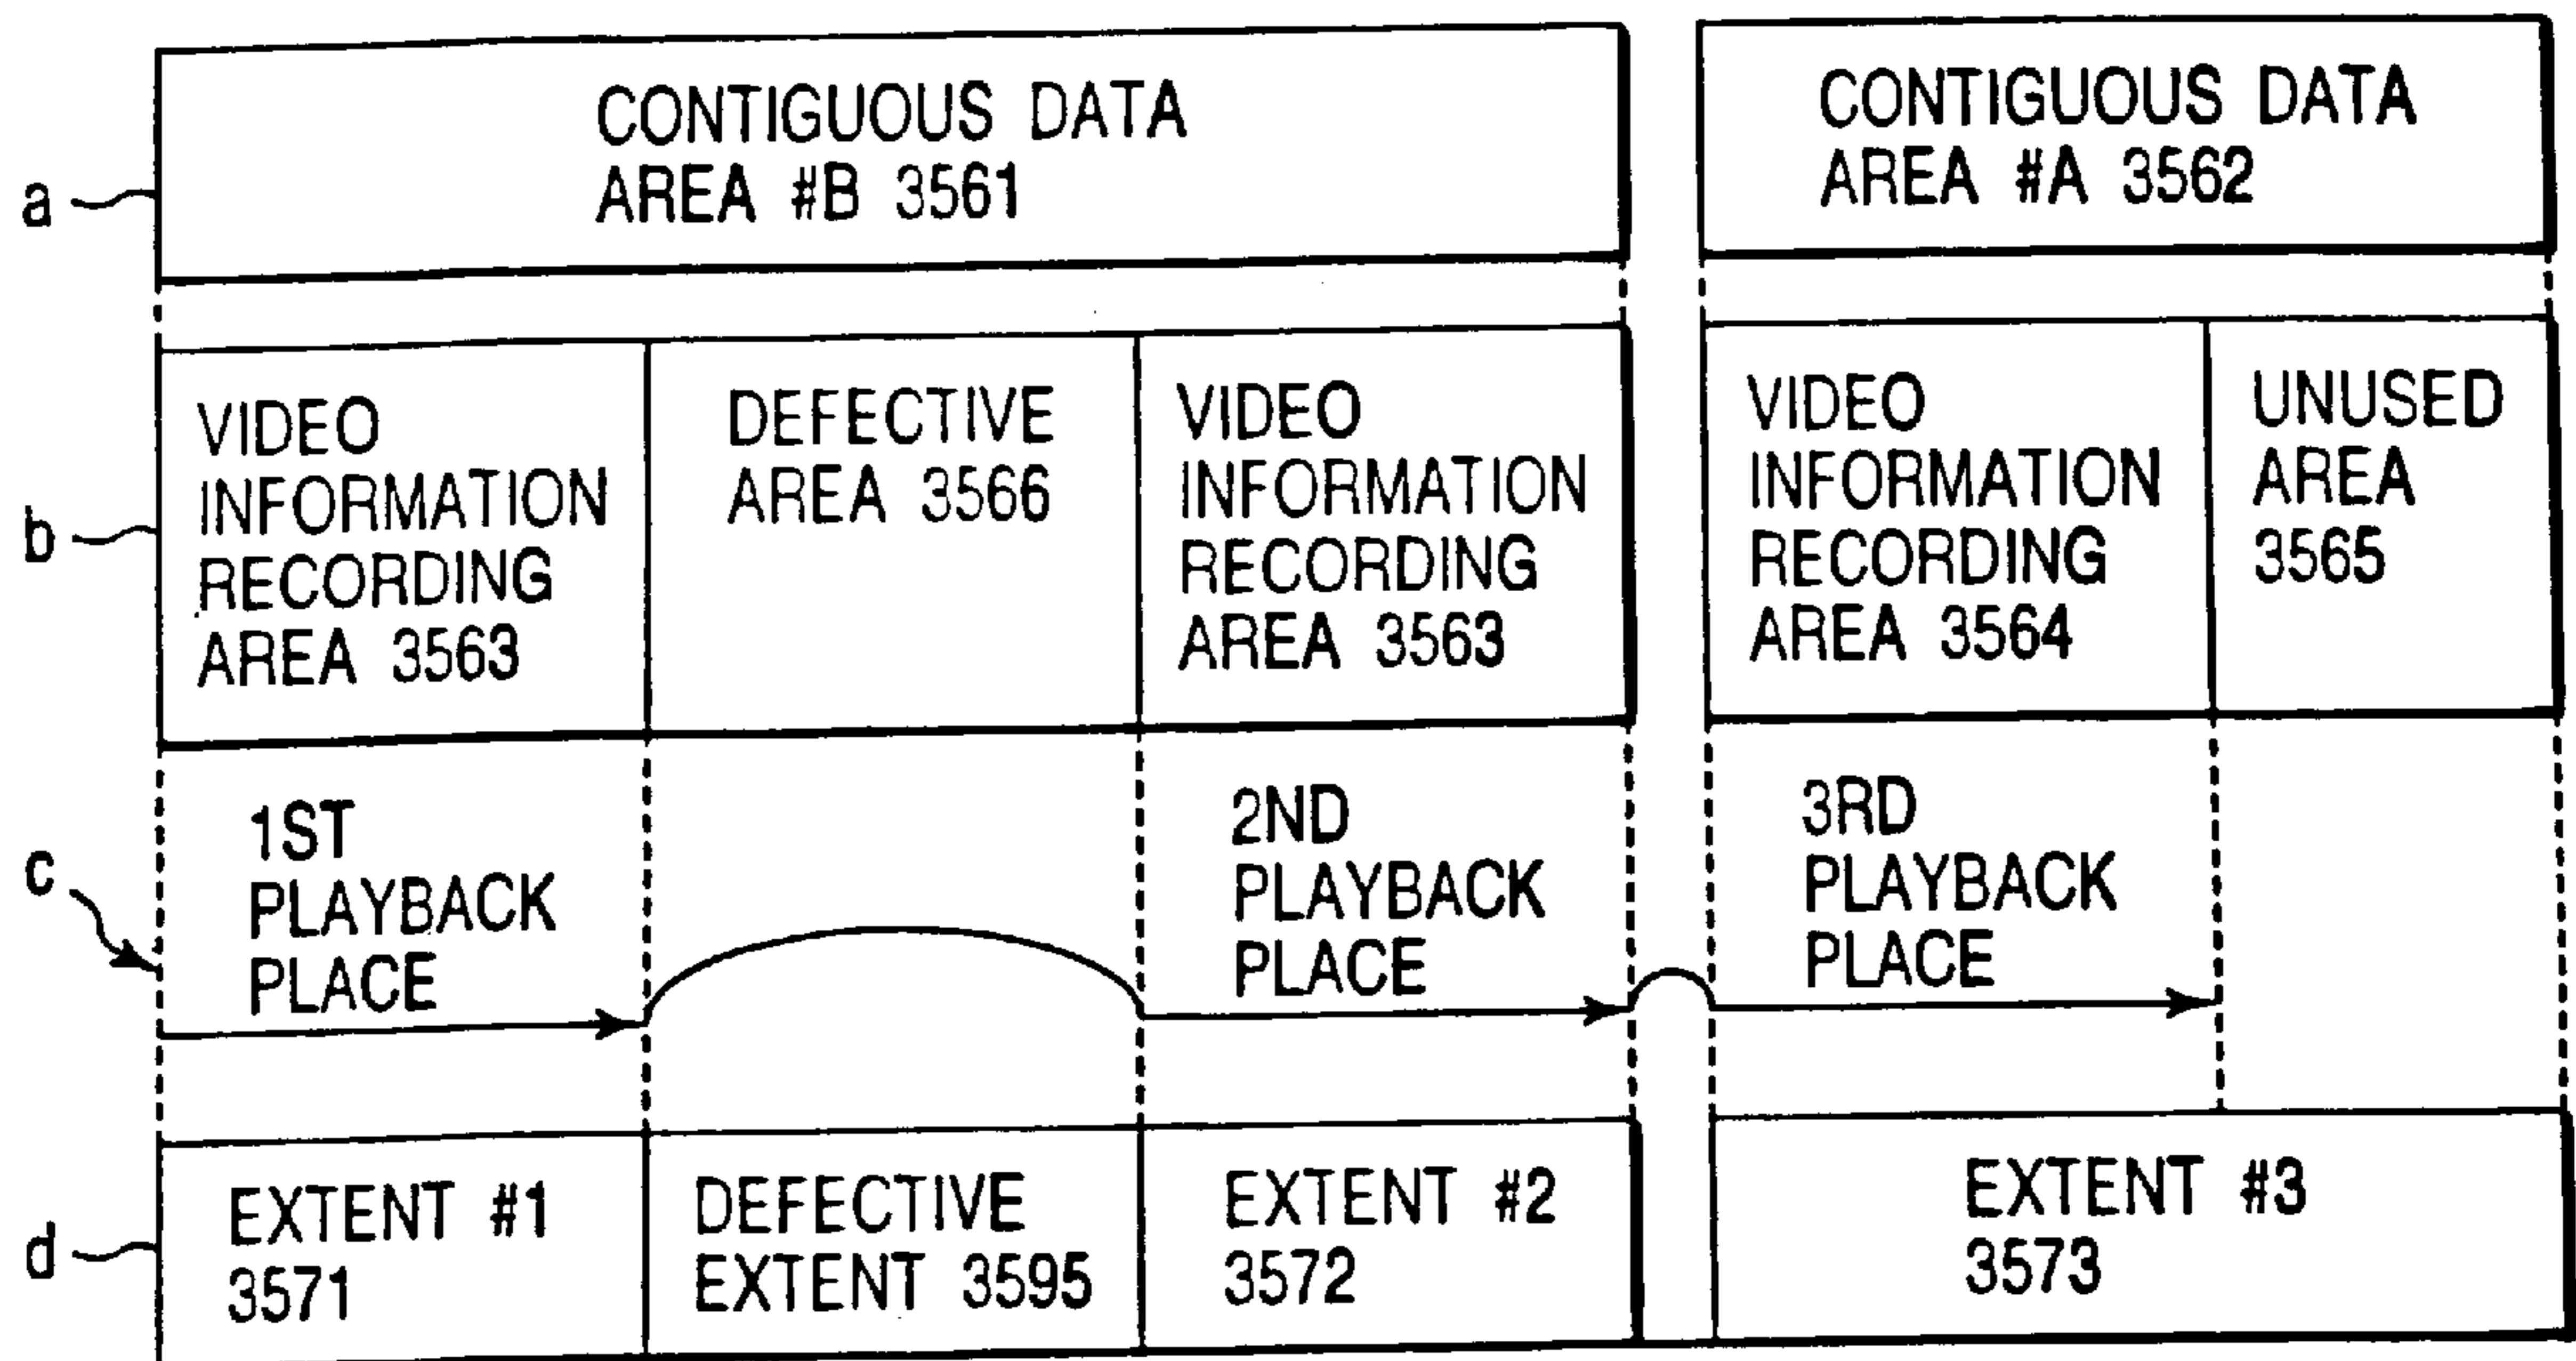 a
CONTIGUOUS DATA
AREA #B 3561
CONTIGUOUS DATA
AREA #A 3562
b
VIDEO
INFORMATION
RECORDING
AREA 3563
DEFECTIVE
AREA 3566
VIDEO
INFORMATION
RECORDING
AREA 3563
VIDEO
INFORMATION
RECORDING
AREA 3564
UNUSED
AREA
3565
c
1ST
PLAYBACK
PLACE
2ND
PLAYBACK
PLACE
3RD
PLAYBACK
PLACE
d
EXTENT #1
3571
DEFECTIVE
EXTENT 3595
EXTENT #2
3572
EXTENT #3
3573